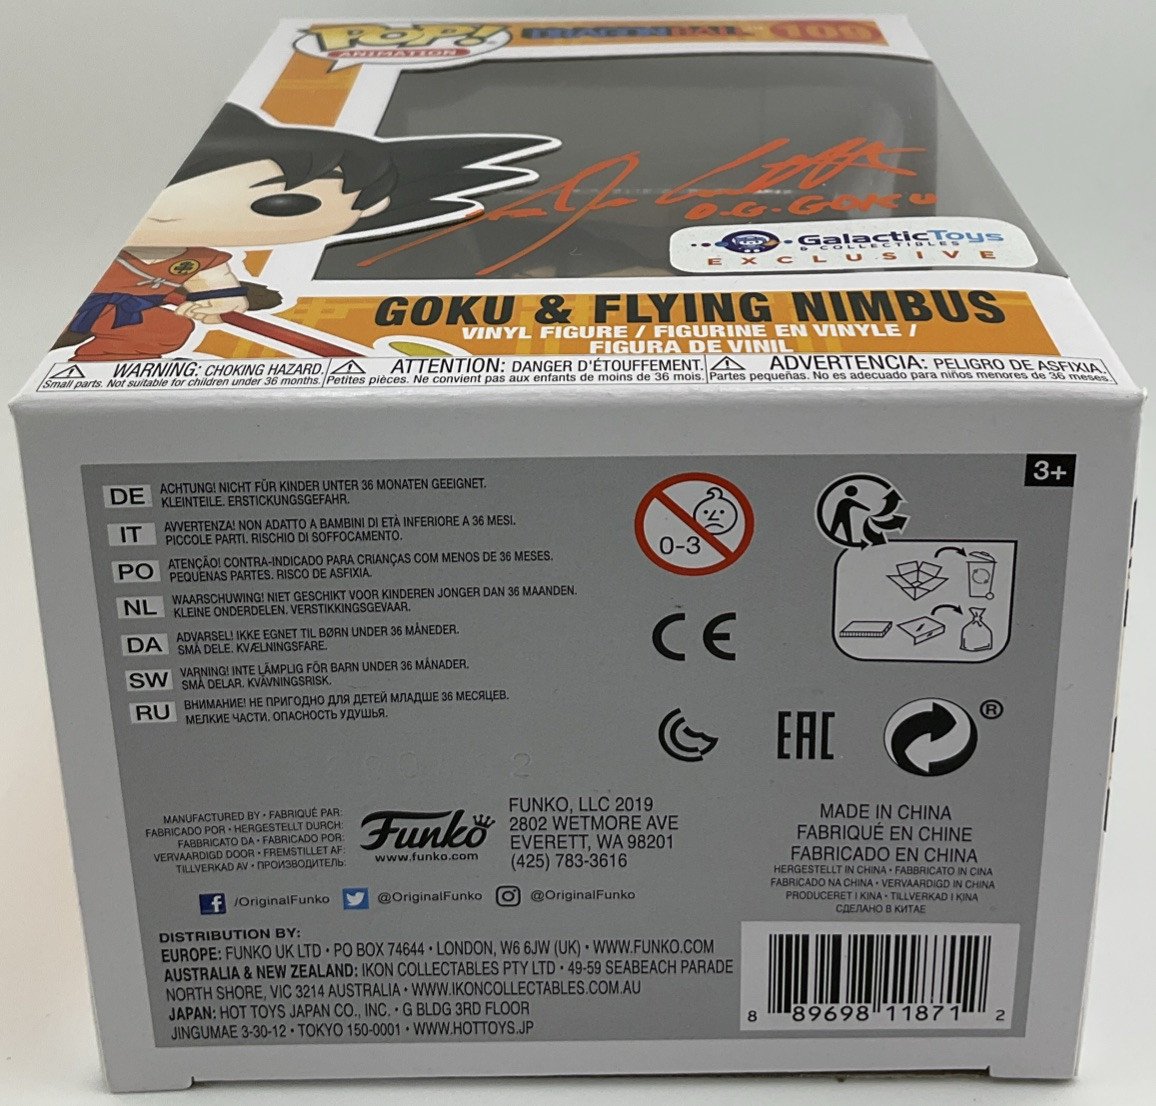 POP!
ANIMATION
DRAGONBALL
109
O.G. GOKU
GalacticToys
& COLLECTIBLES
EXCLUSIVE
GOKU & FLYING NIMBUS
VINYL FIGURE / FIGURINE EN VINYLE /
FIGURA DE VINIL
WARNING: CHOKING HAZARD.
Small parts. Not suitable for children under 36 months.
ATTENTION: DANGER D'ÉTOUFFEMENT.
Petites pièces. Ne convient pas aux enfants de moins de 36 mois.
ADVERTENCIA: PELIGRO DE ASFIXIA.
Partes pequeñas. No es adecuado para niños menores de 36 meses.
3+
DE ACHTUNG! NICHT FÜR KINDER UNTER 36 MONATEN GEEIGNET.
KLEINTEILE. ERSTICKUNGSGEFAHR.
IT AVVERTENZA! NON ADATTO A BAMBINI DI ETÀ INFERIORE A 36 MESI.
PICCOLE PARTI. RISCHIO DI SOFFOCAMENTO.
PO ATENÇÃO! CONTRA-INDICADO PARA CRIANÇAS COM MENOS DE 36 MESES.
PEQUENAS PARTES. RISCO DE ASFIXIA.
NL WAARSCHUWING! NIET GESCHIKT VOOR KINDEREN JONGER DAN 36 MAANDEN.
KLEINE ONDERDELEN. VERSTIKKINGSGEVAAR.
DA ADVARSEL! IKKE EGNET TIL BØRN UNDER 36 MÅNEDER.
SMÅ DELE. KVÆLNINGSFARE.
SW VARNING! INTE LÄMPLIG FÖR BARN UNDER 36 MÅNADER.
SMÅ DELAR. KVÄVNINGSRISK.
RU ВНИМАНИЕ! НЕ ПРИГОДНО ДЛЯ ДЕТЕЙ МЛАДШЕ 36 МЕСЯЦЕВ.
МЕЛКИЕ ЧАСТИ. ОПАСНОСТЬ УДУШЬЯ.
0-3
CE
EAC
®
MANUFACTURED BY • FABRIQUÉ PAR:
FABRICADO POR • HERGESTELLT DURCH:
FABBRICATO DA • FABRICADO POR:
VERVAARDIGD DOOR • FREMSTILLET AF:
TILLVERKAD AV • ПРОИЗВОДИТЕЛЬ:
Funko
www.funko.com
FUNKO, LLC 2019
2802 WETMORE AVE
EVERETT, WA 98201
(425) 783-3616
MADE IN CHINA
FABRIQUÉ EN CHINE
FABRICADO EN CHINA
HERGESTELLT IN CHINA • FABBRICATO IN CINA
FABRICADO NA CHINA • VERVAARDIGD IN CHINA
PRODUCERET I KINA • TILLVERKAD I KINA
СДЕЛАНО В КИТАЕ
f /OriginalFunko @OriginalFunko @OriginalFunko
DISTRIBUTION BY:
EUROPE: FUNKO UK LTD • PO BOX 74644 • LONDON, W6 6JW (UK) • WWW.FUNKO.COM
AUSTRALIA & NEW ZEALAND: IKON COLLECTABLES PTY LTD • 49-59 SEABEACH PARADE
NORTH SHORE, VIC 3214 AUSTRALIA • WWW.IKONCOLLECTABLES.COM.AU
JAPAN: HOT TOYS JAPAN CO., INC. • G BLDG 3RD FLOOR
JINGUMAE 3-30-12 • TOKYO 150-0001 • WWW.HOTTOYS.JP
8 89698 11871 2